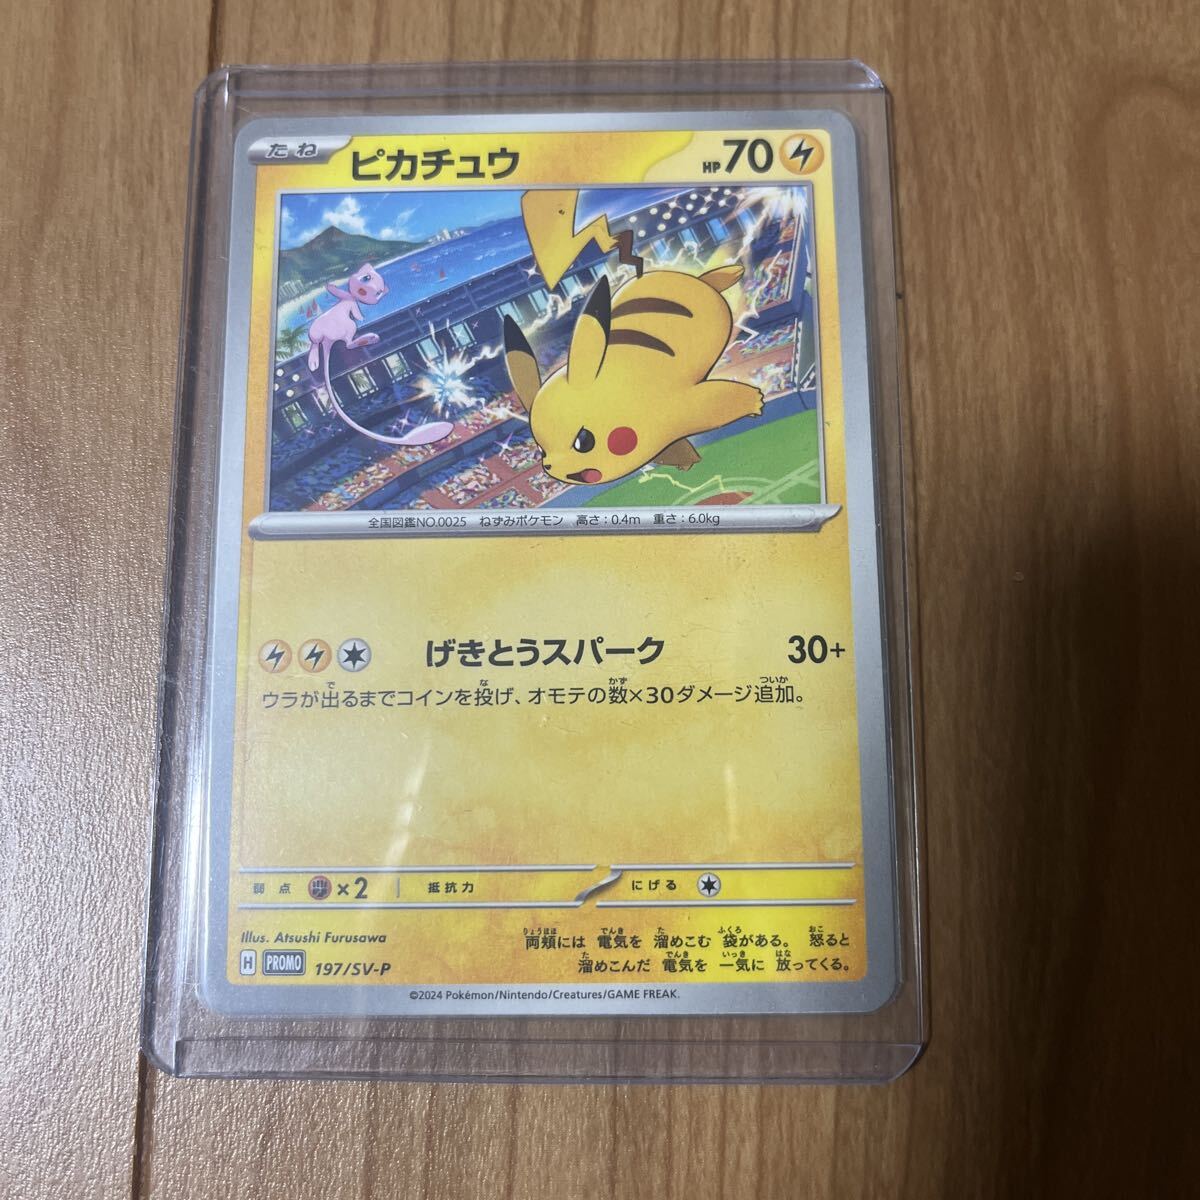 たね ピカチュウ HP70
全国図鑑NO.0025 ねずみポケモン 高さ：0.4m 重さ：6.0kg
げきとうスパーク 30+
ウラが出るまでコインを投げ、オモテの数×30ダメージ追加。
弱点 ×2 抵抗力 にげる
Illus. Atsushi Furusawa
H PROMO 197/SV-P
両頬には 電気を 溜めこむ 袋がある。 怒ると
溜めこんだ 電気を 一気に 放ってくる。
©2024 Pokémon/Nintendo/Creatures/GAME FREAK.